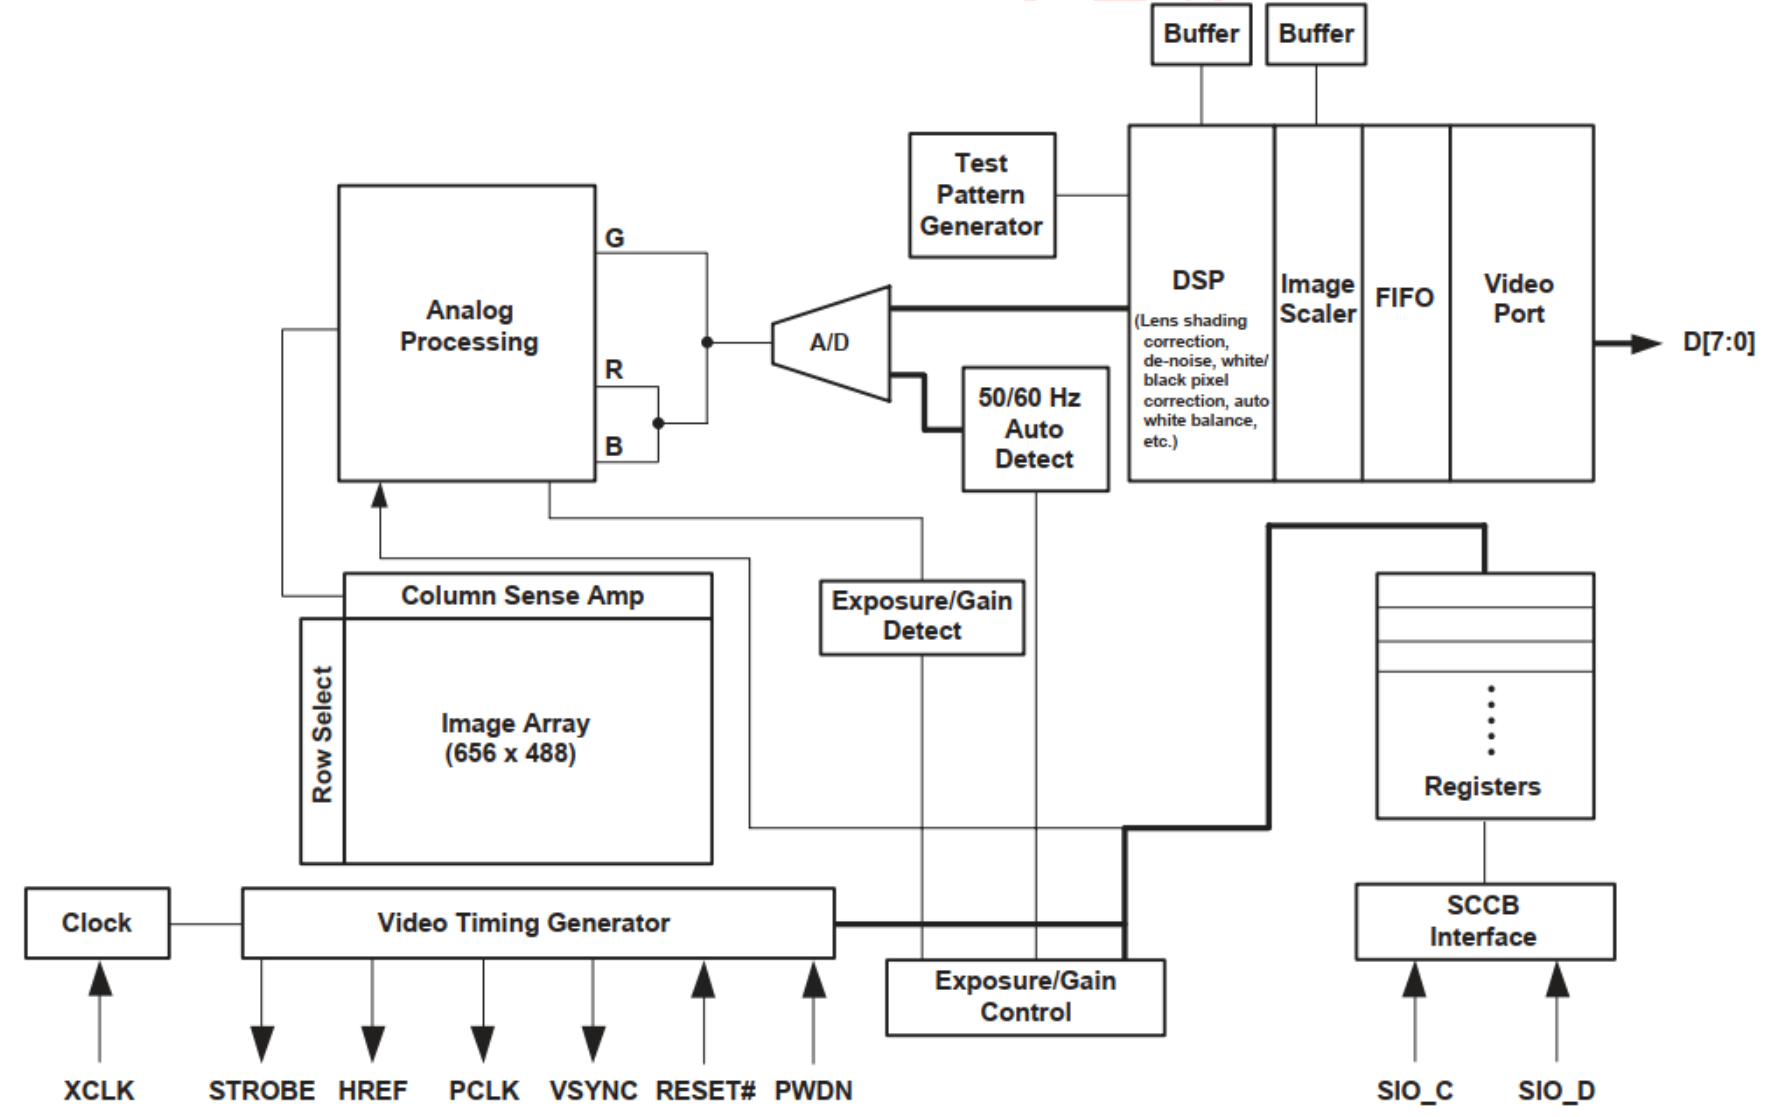 Buffer
Buffer
Test
Pattern
Generator
G
Analog
Processing
R
B
A/D
DSP
(Lens shading
correction,
de-noise, white/
black pixel
correction, auto
white balance,
etc.)
Image
Scaler
FIFO
Video
Port
D[7:0]
50/60 Hz
Auto
Detect
Column Sense Amp
Exposure/Gain
Detect
Row Select
Image Array
(656 x 488)
Registers
Clock
Video Timing Generator
SCCB
Interface
Exposure/Gain
Control
XCLK
STROBE
HREF
PCLK
VSYNC
RESET#
PWDN
SIO_C
SIO_D